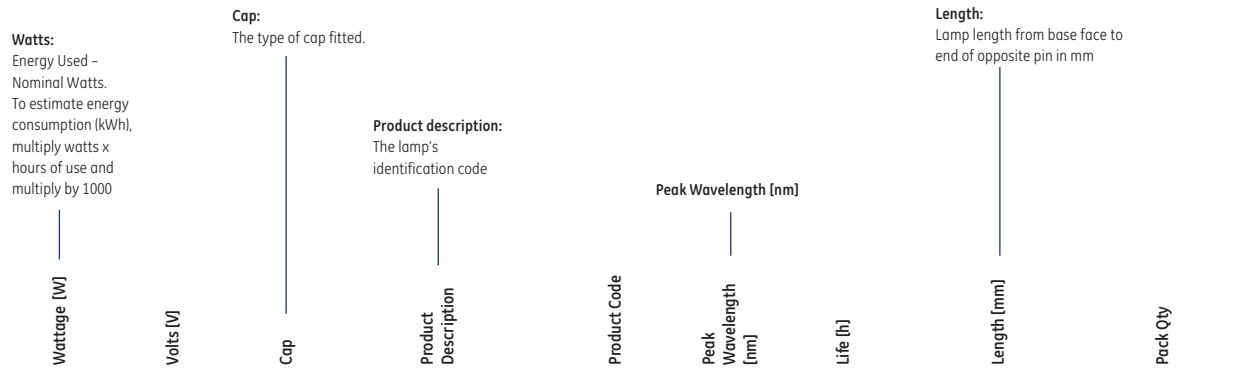 Watts:
Energy Used –
Nominal Watts.
To estimate energy
consumption (kWh),
multiply watts x
hours of use and
multiply by 1000
Cap:
The type of cap fitted.
Product description:
The lamp's
identification code
Peak Wavelength [nm]
Length:
Lamp length from base face to
end of opposite pin in mm
Wattage [W]
Volts [V]
Cap
Product
Description
Product Code
Peak
Wavelength
[nm]
Life [h]
Length [mm]
Pack Qty